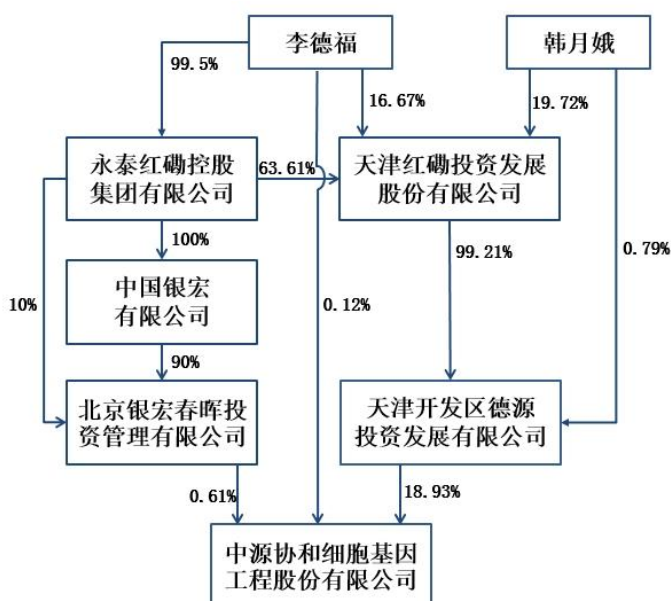 李德福
韩月娥
99.5%
16.67%
19.72%
永泰红磡控股
集团有限公司
63.61%
天津红磡投资发展
股份有限公司
100%
99.21%
0.79%
中国银宏
有限公司
10%
0.12%
90%
北京银宏春晖投
资管理有限公司
天津开发区德源
投资发展有限公司
0.61%
18.93%
中源协和细胞基因
工程股份有限公司